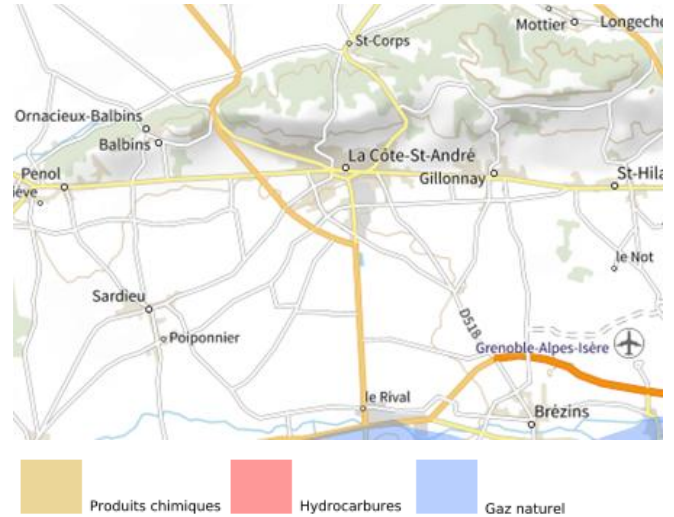 Mottier
Longeche
St-Corps
Ornacieux-Balbins
Balbins
La Côte-St-André
Penol
Gillonnay
St-Hila
iève
le Not
Sardieu
D518
Poiponnier
Grenoble-Alpes-Isère
le Rival
Brézins
Produits chimiques
Hydrocarbures
Gaz naturel